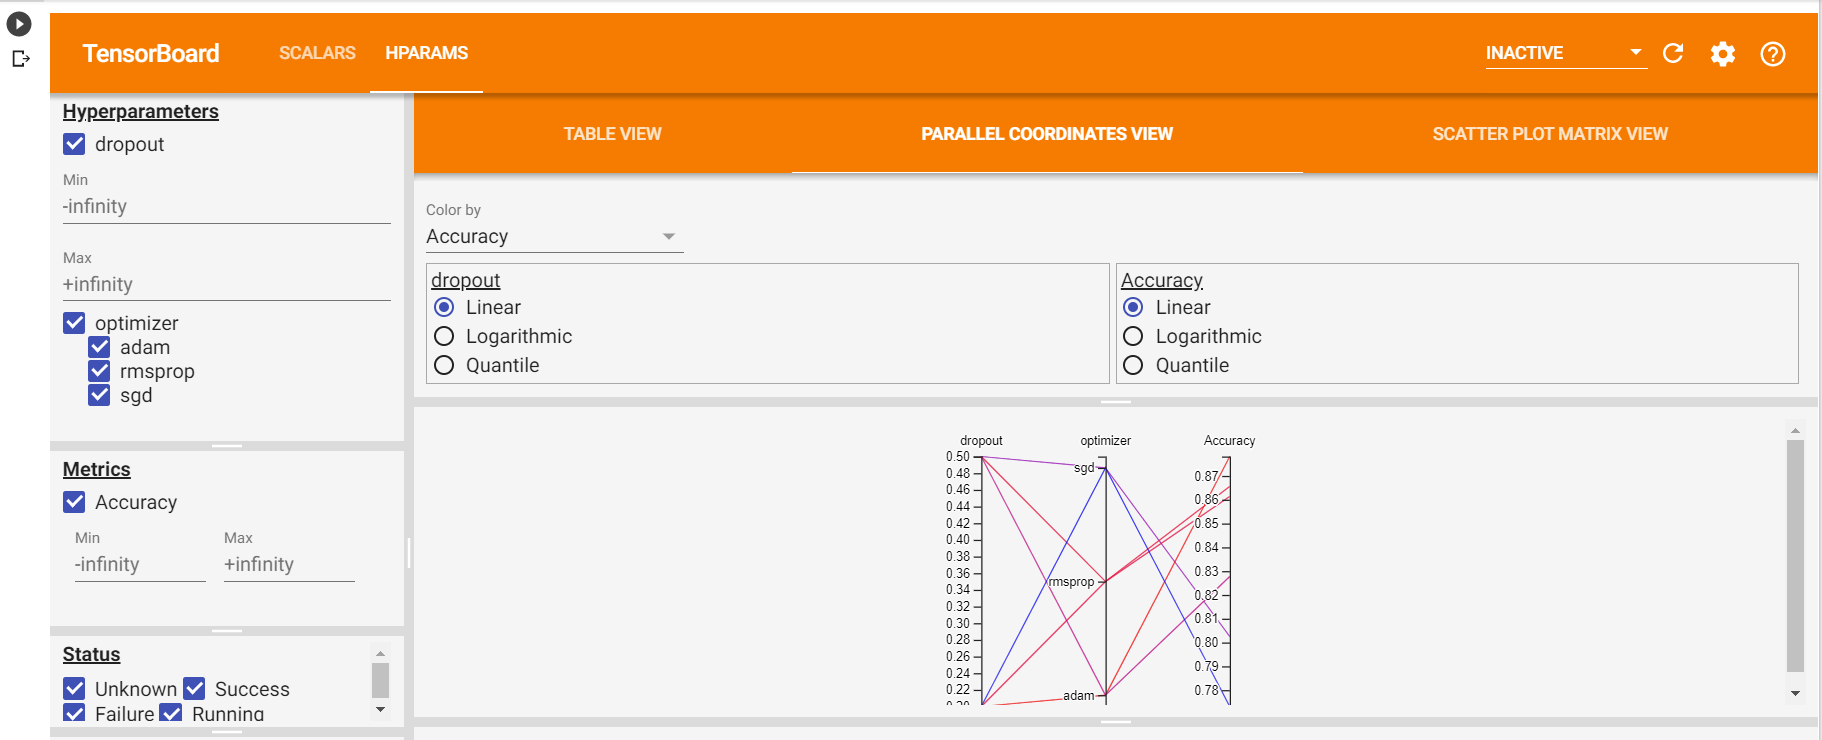 TensorBoard SCALARS HPARAMS INACTIVE
Hyperparameters
dropout
Min
-infinity
Max
+infinity
optimizer
adam
rmsprop
sgd
Metrics
Accuracy
Min Max
-infinity +infinity
Status
Unknown Success
Failure Running
TABLE VIEW PARALLEL COORDINATES VIEW SCATTER PLOT MATRIX VIEW
Color by
Accuracy
dropout
Linear
Logarithmic
Quantile
Accuracy
Linear
Logarithmic
Quantile
dropout optimizer Accuracy
0.50
0.48
0.46
0.44
0.42
0.40
0.38
0.36
0.34
0.32
0.30
0.28
0.26
0.24
0.22
0.20
sgd
rmsprop
adam
0.87
0.86
0.85
0.84
0.83
0.82
0.81
0.80
0.79
0.78